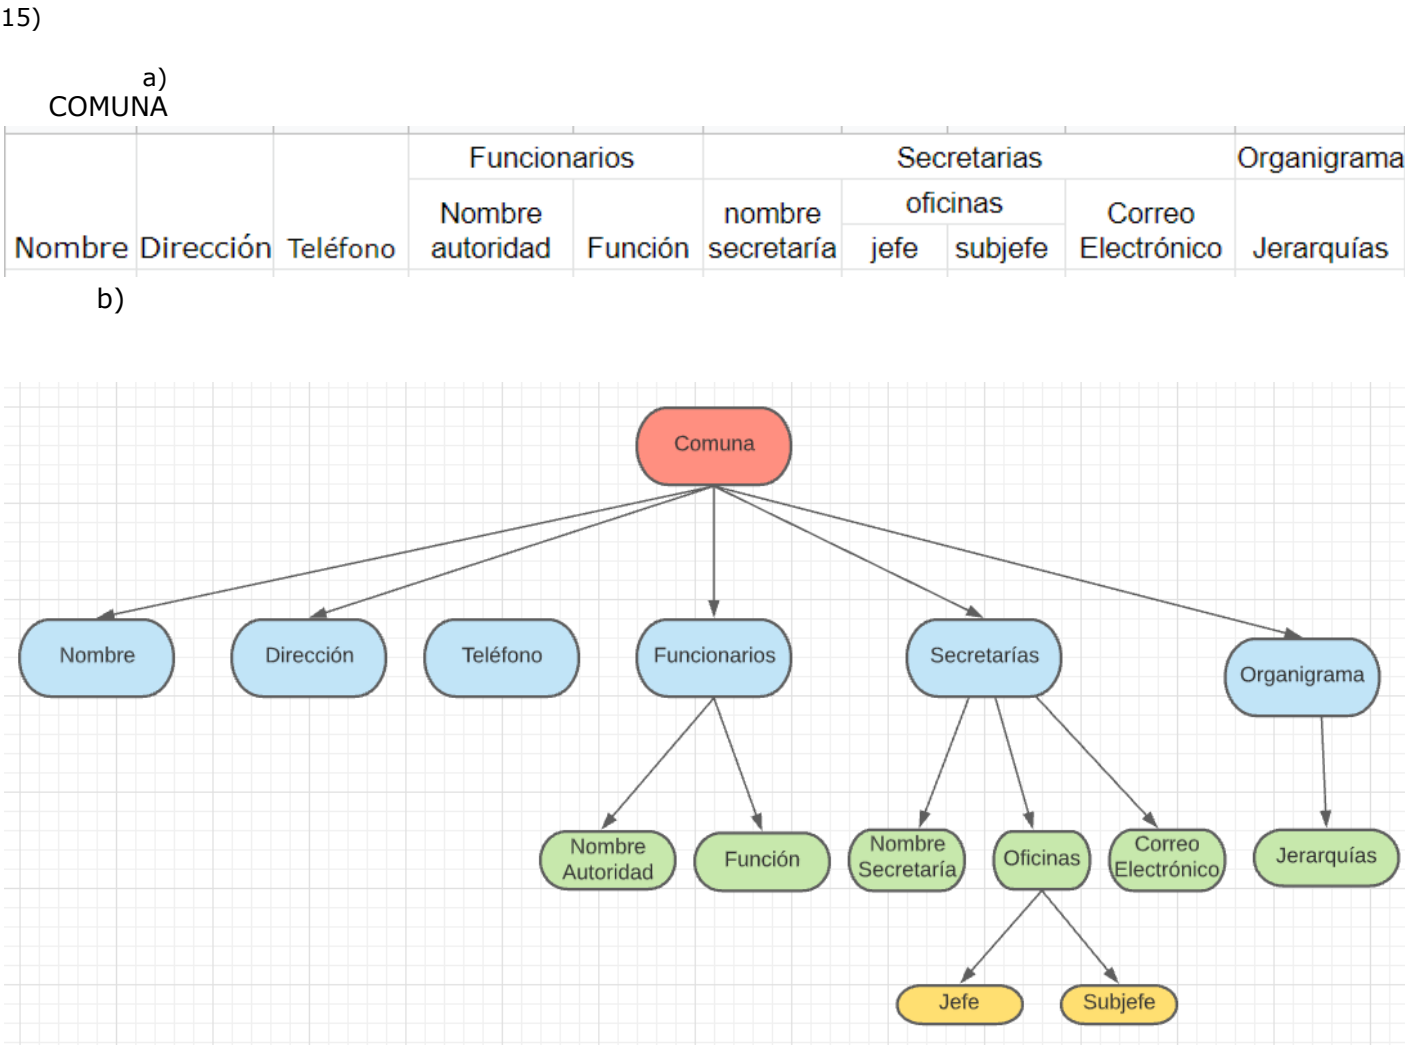 15)
a)
COMUNA
Funcionarios Secretarias Organigrama
Nombre Dirección Teléfono Nombre autoridad Función nombre secretaría oficinas jefe subjefe Correo Electrónico Jerarquías
b)
Comuna
Nombre Dirección Teléfono Funcionarios Secretarías Organigrama
Nombre Autoridad Función Nombre Secretaría Oficinas Correo Electrónico Jerarquías
Jefe Subjefe